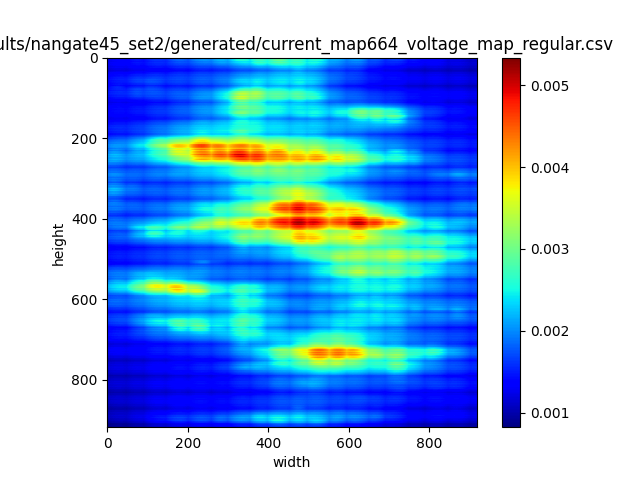 ults/nangate45_set2/generated/current_map664_voltage_map_regular.csv
0
200
400
600
800
height
0 200 400 600 800
width
0.005
0.004
0.003
0.002
0.001